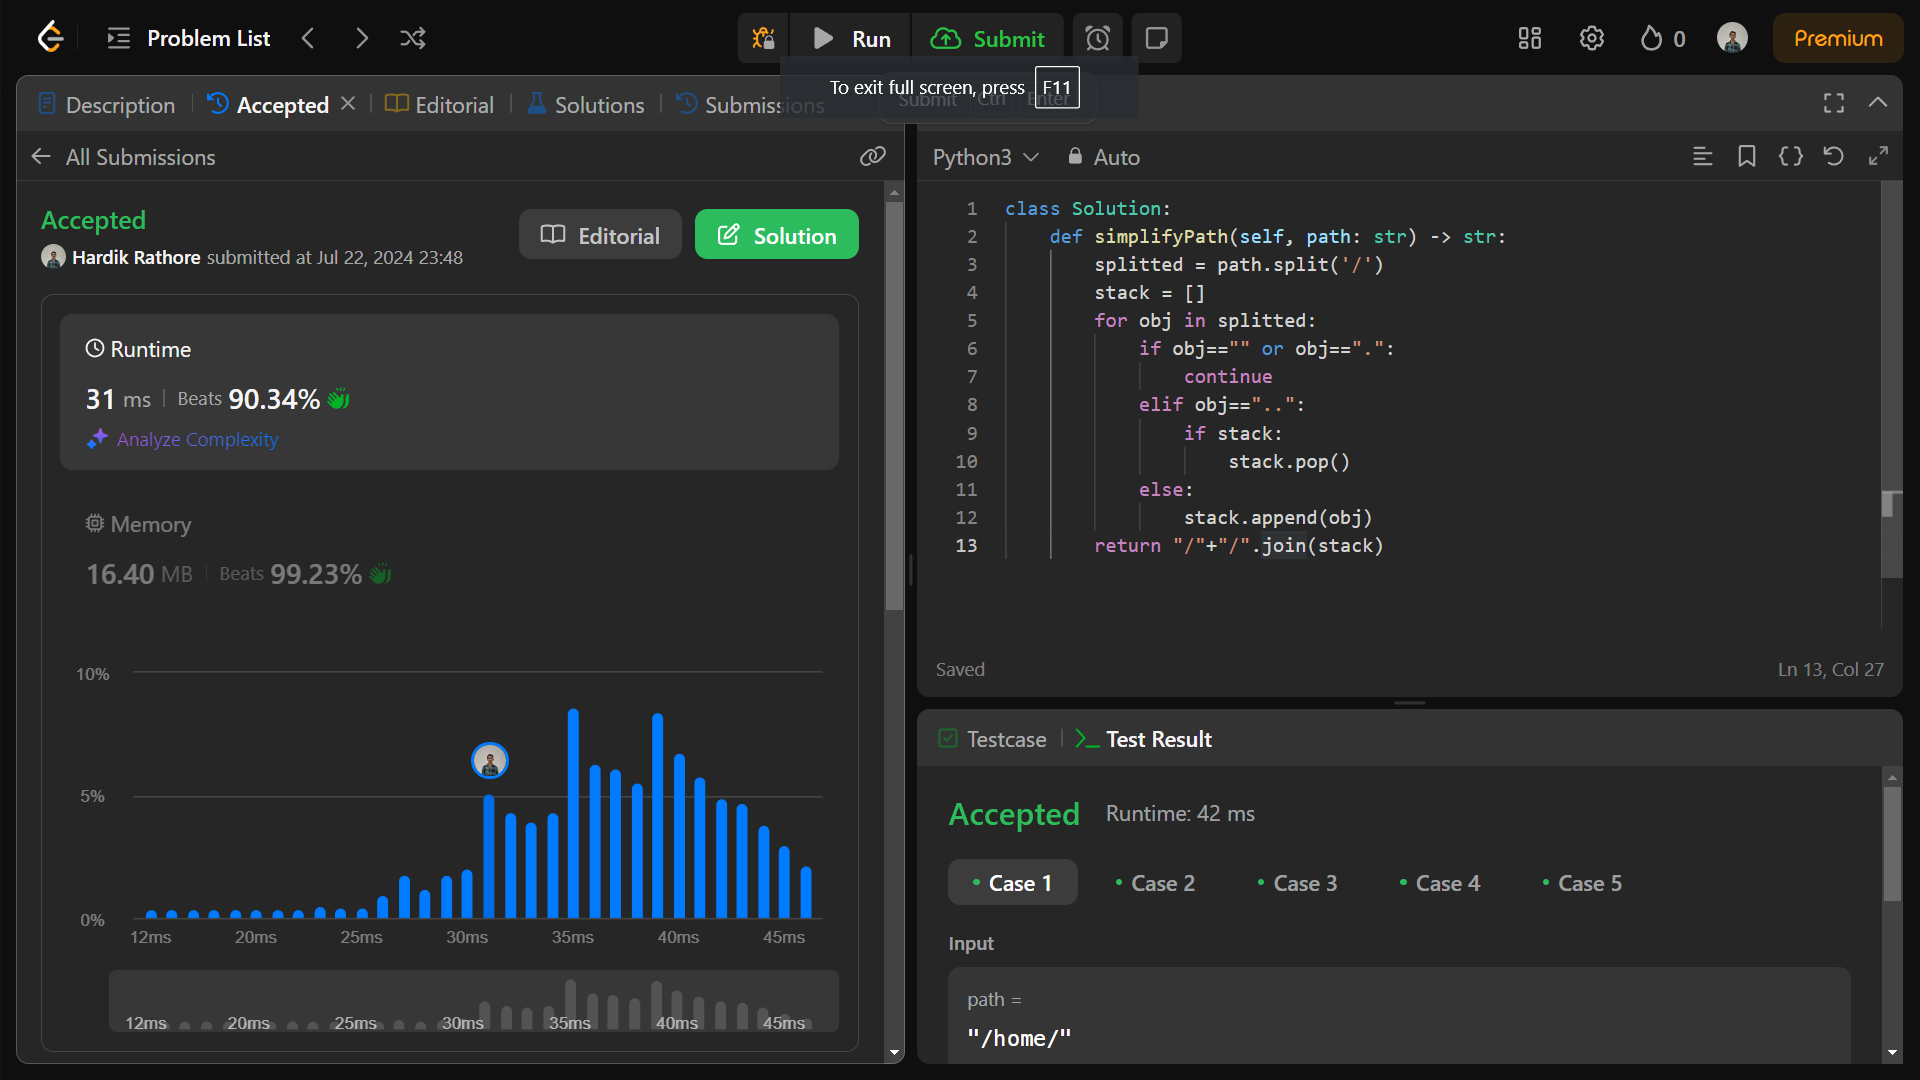 Problem List
Run
Submit
0
Premium
To exit full screen, press F11
Submit Ctrl Enter
Description
Accepted
Editorial
Solutions
Submissions
All Submissions
Accepted
Hardik Rathore submitted at Jul 22, 2024 23:48
Editorial
Solution
Runtime
31 ms
Beats 90.34%
Analyze Complexity
Memory
16.40 MB
Beats 99.23%
10%
5%
0%
12ms 20ms 25ms 30ms 35ms 40ms 45ms
12ms 20ms 25ms 30ms 35ms 40ms 45ms
Python3
Auto
1 class Solution:
2     def simplifyPath(self, path: str) -> str:
3         splitted = path.split('/')
4         stack = []
5         for obj in splitted:
6             if obj=="" or obj==".":
7                 continue
8             elif obj=="..":
9                 if stack:
10                     stack.pop()
11             else:
12                 stack.append(obj)
13         return "/"+"/".join(stack)
Saved
Ln 13, Col 27
Testcase
Test Result
Accepted
Runtime: 42 ms
Case 1
Case 2
Case 3
Case 4
Case 5
Input
path =
"/home/"